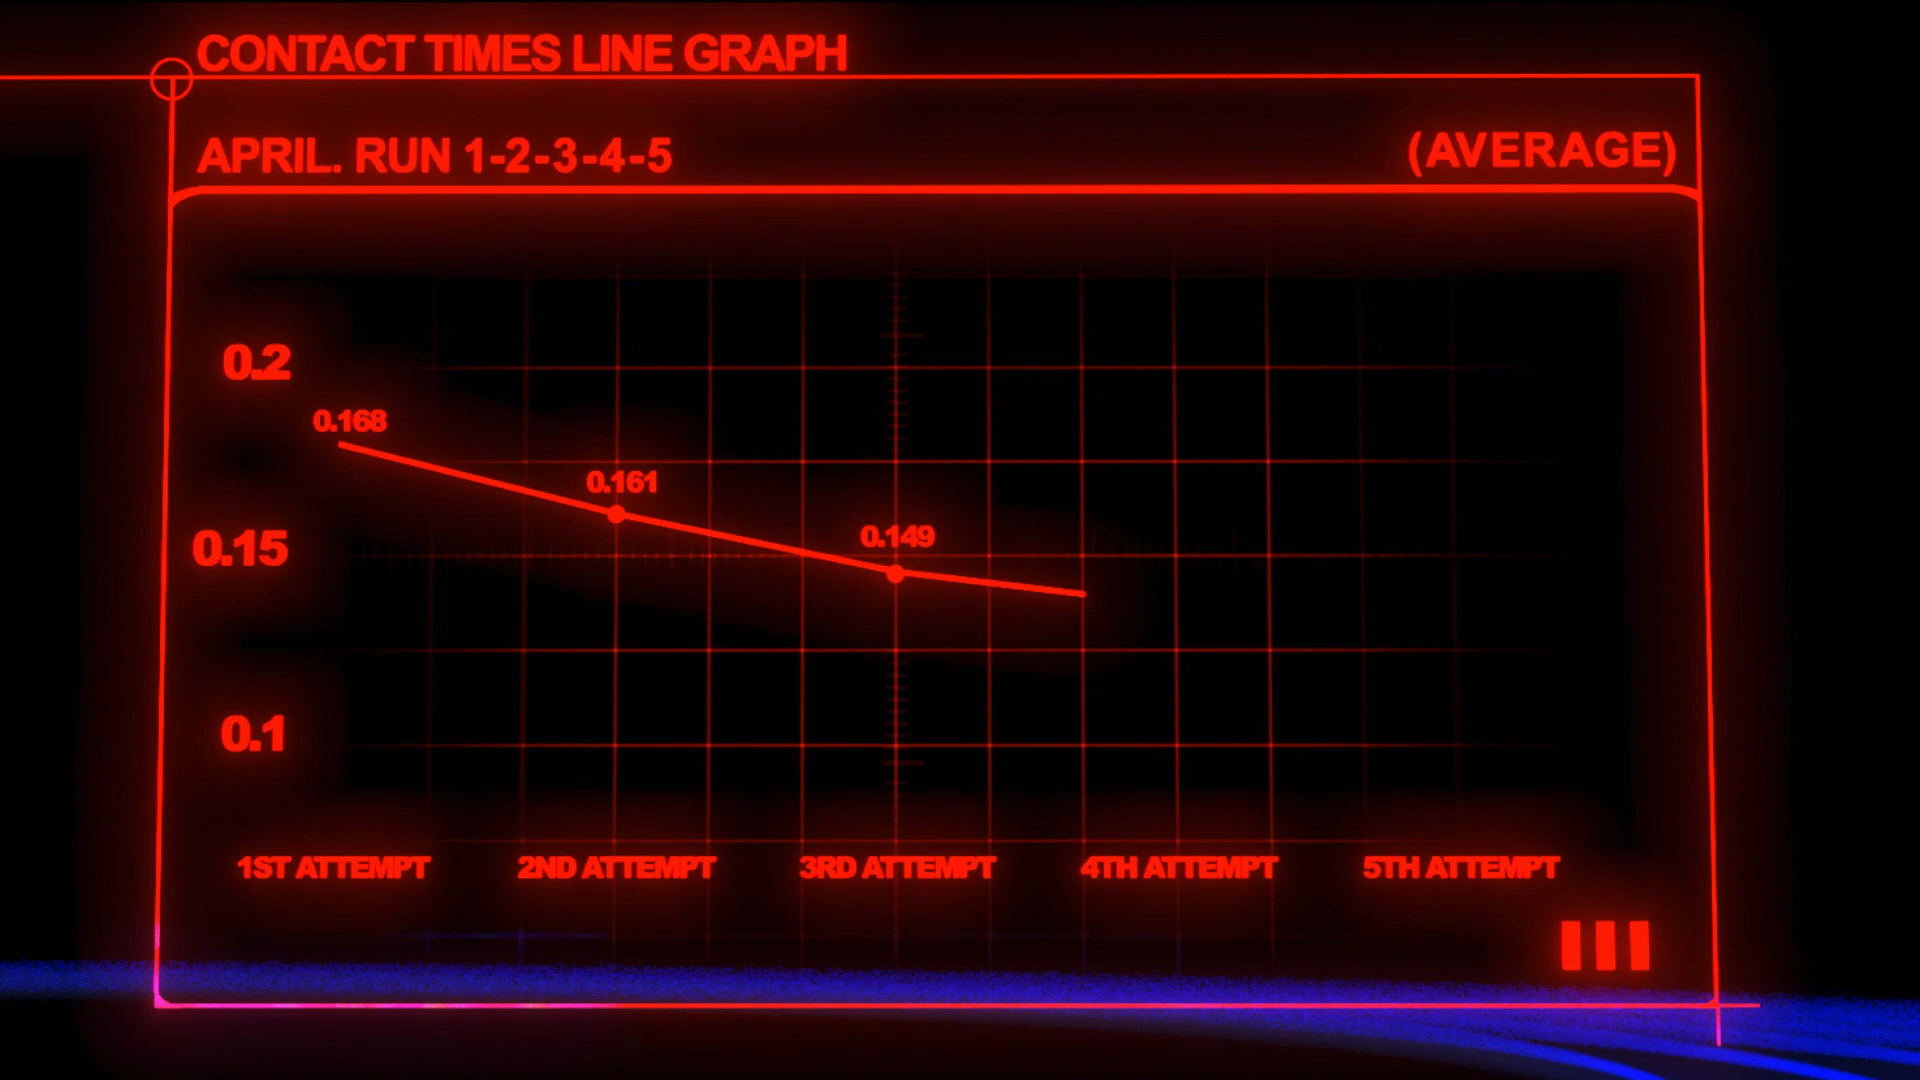 CONTACT TIMES LINE GRAPH
APRIL. RUN 1-2-3-4-5
(AVERAGE)
0.2
0.168
0.161
0.15
0.149
0.1
1ST ATTEMPT
2ND ATTEMPT
3RD ATTEMPT
4TH ATTEMPT
5TH ATTEMPT